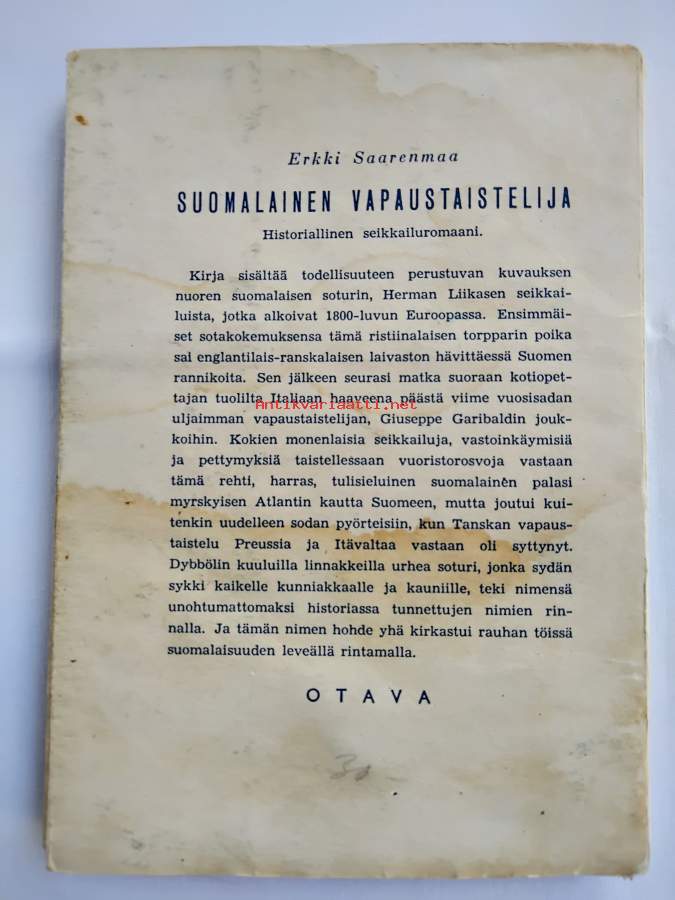 Erkki Saarenmaa
SUOMALAINEN VAPAUSTAISTELIJA
Historiallinen seikkailuromaani.
Kirja sisältää todellisuuteen perustuvan kuvauksen
nuoren suomalaisen soturin, Herman Liikasen seikkai-
luista, jotka alkoivat 1800-luvun Euroopassa. Ensimmäi-
set sotakokemuksensa tämä ristiinalaisen torpparin poika
sai englantilais-ranskalaisen laivaston hävittäessä Suomen
rannikoita. Sen jälkeen seurasi matka suoraan kotiopet-
tajan tuolilta Italiaan haaveena päästä viime vuosisadan
Antikvariaatti.net
uljaimman vapaustaistelijan, Giuseppe Garibaldin jouk-
koihin. Kokien monenlaisia seikkailuja, vastoinkäymisiä
ja pettymyksiä taistellessaan vuoristorosvoja vastaan
tämä rehti, harras, tulisieluinen suomalainen palasi
myrskyisen Atlantin kautta Suomeen, mutta joutui kui-
tenkin uudelleen sodan pyörteisiin, kun Tanskan vapaus-
taistelu Preussia ja Itävaltaa vastaan oli syttynyt.
Dybbölin kuuluilla linnakkeilla urhea soturi, jonka sydän
sykki kaikelle kunniakkaalle ja kauniille, teki nimensä
unohtumattomaksi historiassa tunnettujen nimien rin-
nalla. Ja tämän nimen hohde yhä kirkastui rauhan töissä
suomalaisuuden leveällä rintamalla.
OTAVA
30 –